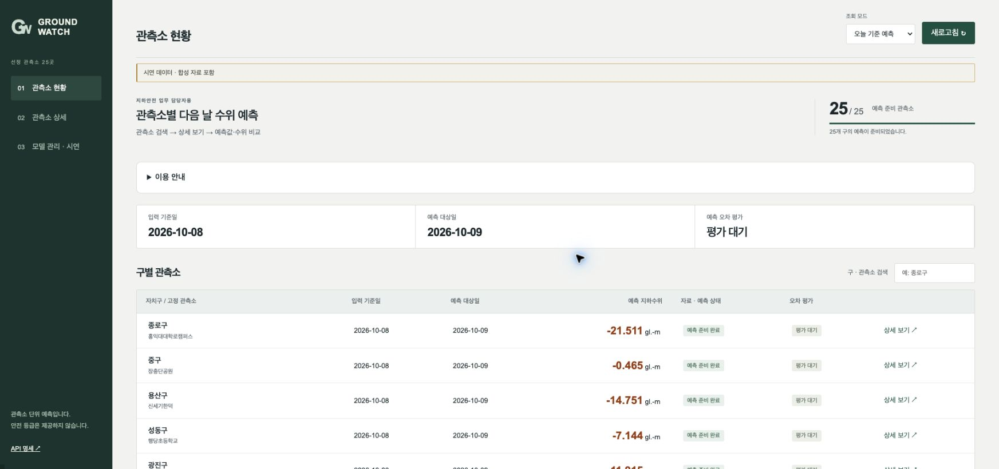 GW GROUND WATCH
선정 관측소 25곳
01 관측소 현황
02 관측소 상세
03 모델 관리 · 시연
관측소 단위 예측입니다.
안전 등급은 제공하지 않습니다.
API 명세 ↗
관측소 현황
조회 모드
오늘 기준 예측
새로고침 ↻
시연 데이터 · 합성 자료 포함
지하안전 업무 담당자용
관측소별 다음 날 수위 예측
관측소 검색 → 상세 보기 → 예측값·수위 비교
25 / 25 예측 준비 관측소
25개 구의 예측이 준비되었습니다.
▶ 이용 안내
입력 기준일
2026-10-08
예측 대상일
2026-10-09
예측 오차 평가
평가 대기
구별 관측소
구 · 관측소 검색 예: 종로구
자치구 / 고정 관측소 입력 기준일 예측 대상일 예측 지하수위 자료 · 예측 상태 오차 평가
종로구
홍익대대학로캠퍼스
2026-10-08 2026-10-09 -21.511 gl.-m 예측 준비 완료 평가 대기 상세 보기 ↗
중구
장충단공원
2026-10-08 2026-10-09 -0.465 gl.-m 예측 준비 완료 평가 대기 상세 보기 ↗
용산구
신세기한덕
2026-10-08 2026-10-09 -14.751 gl.-m 예측 준비 완료 평가 대기 상세 보기 ↗
성동구
행당초등학교
2026-10-08 2026-10-09 -7.144 gl.-m 예측 준비 완료 평가 대기 상세 보기 ↗
광진구